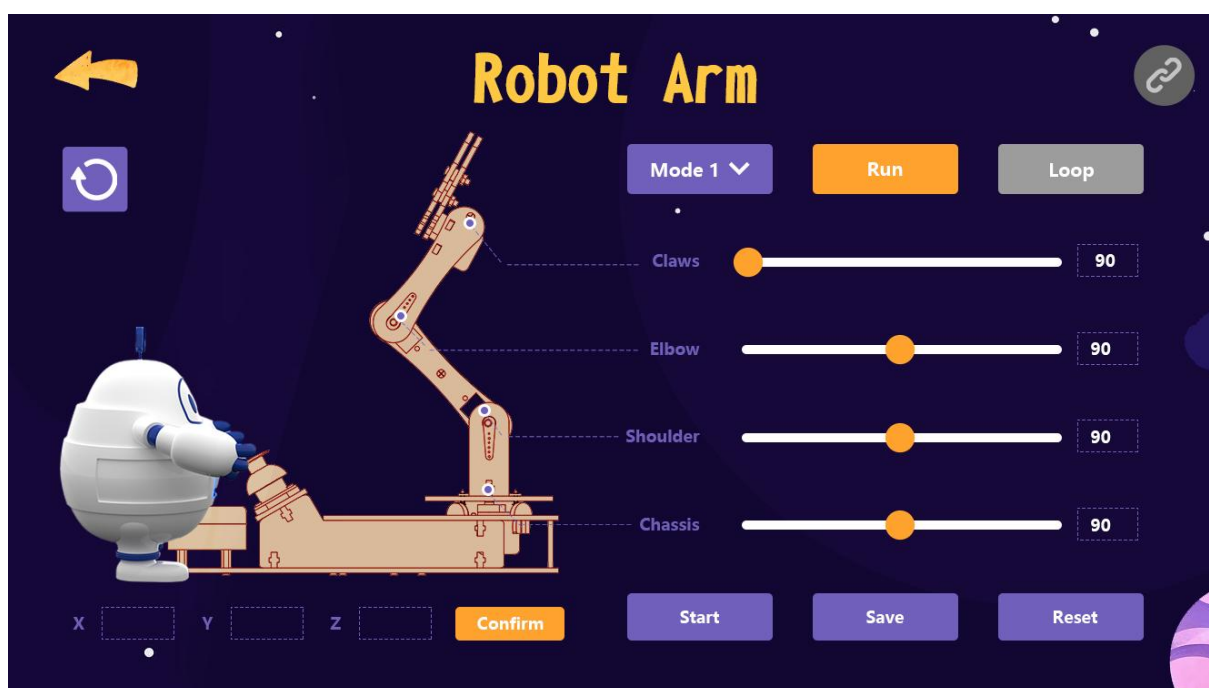 Robot Arm
Mode 1
Run
Loop
Claws
90
Elbow
90
Shoulder
90
Chassis
90
X
Y
Z
Confirm
Start
Save
Reset